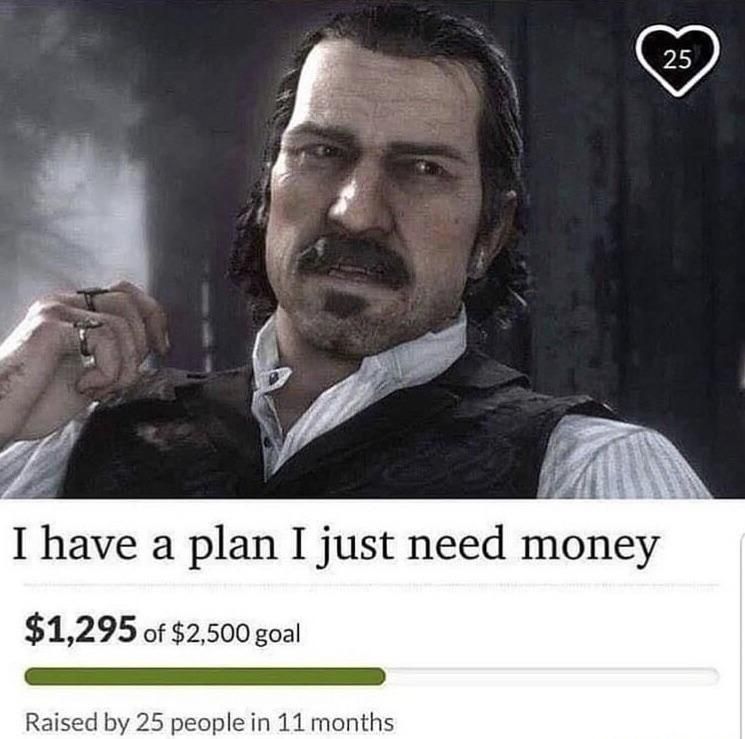 25
I have a plan I just need money
$1,295 of $2,500 goal
Raised by 25 people in 11 months